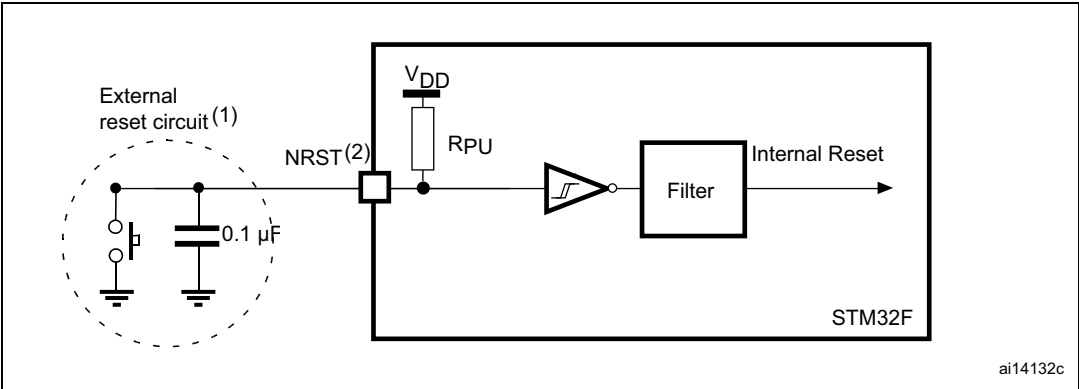 External
reset circuit(1)
VDD
RPU
NRST(2)
Internal Reset
Filter
0.1 µF
STM32F
ai14132c